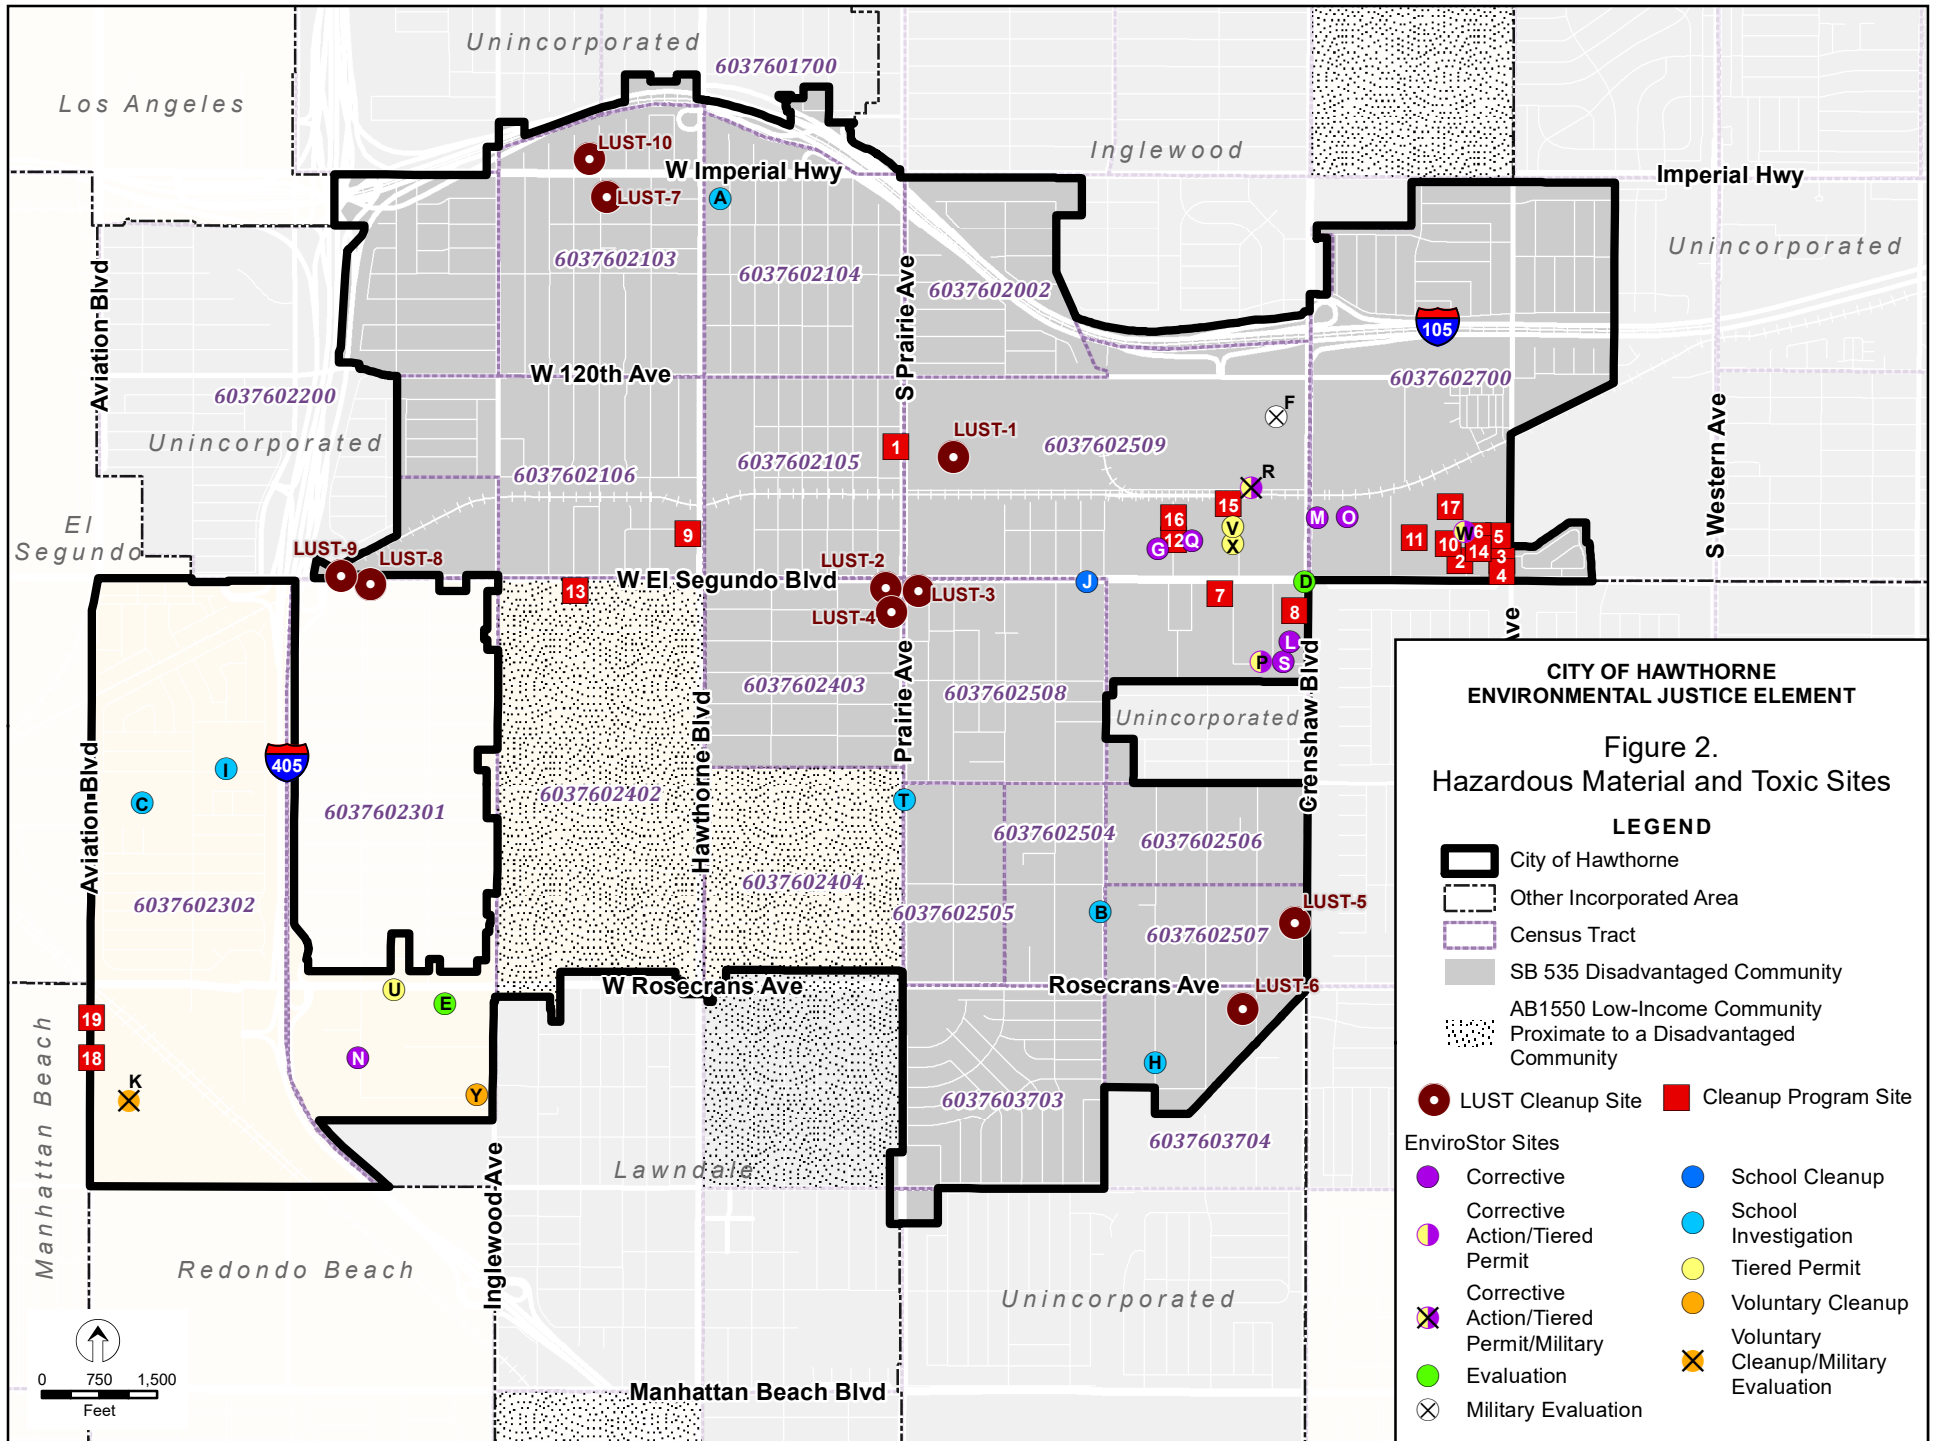 Unincorporated
6037601700
Los Angeles
LUST-10
W Imperial Hwy
Inglewood
Imperial Hwy
LUST-7
A
Unincorporated
6037602103
6037602104
6037602002
Aviation Blvd
S Prairie Ave
105
W 120th Ave
6037602200
6037602700
F
S Western Ave
Unincorporated
1
LUST-1
6037602509
6037602106
6037602105
R
El
Segundo
9
16
15
M
O
17
V
12
Q
G
X
11
W
6
5
10
14
3
2
4
LUST-9
LUST-8
LUST-2
13
W El Segundo Blvd
LUST-3
LUST-4
J
7
D
8
L
P
S
Ave
6037602403
6037602508
Unincorporated
Aviation Blvd
405
I
C
6037602301
6037602402
Hawthorne Blvd
Prairie Ave
Crenshaw Blvd
T
6037602504
6037602506
6037602404
6037602302
6037602505
B
6037602507
LUST-5
U
E
W Rosecrans Ave
Rosecrans Ave
LUST-6
19
18
N
K
Y
H
6037603703
6037603704
Manhattan Beach
Lawndale
Inglewood Ave
Redondo Beach
Unincorporated
Manhattan Beach Blvd
0 750 1,500
Feet
CITY OF HAWTHORNE
ENVIRONMENTAL JUSTICE ELEMENT
Figure 2.
Hazardous Material and Toxic Sites
LEGEND
City of Hawthorne
Other Incorporated Area
Census Tract
SB 535 Disadvantaged Community
AB1550 Low-Income Community
Proximate to a Disadvantaged
Community
LUST Cleanup Site
Cleanup Program Site
EnviroStor Sites
Corrective
Corrective
Action/Tiered
Permit
Corrective
Action/Tiered
Permit/Military
Evaluation
Military Evaluation
School Cleanup
School
Investigation
Tiered Permit
Voluntary Cleanup
Voluntary
Cleanup/Military
Evaluation